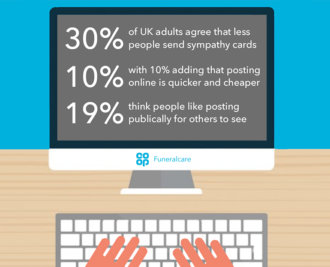 30% of UK adults agree that less
people send sympathy cards
10% with 10% adding that posting
online is quicker and cheaper
19% think people like posting
publically for others to see
co op Funeralcare